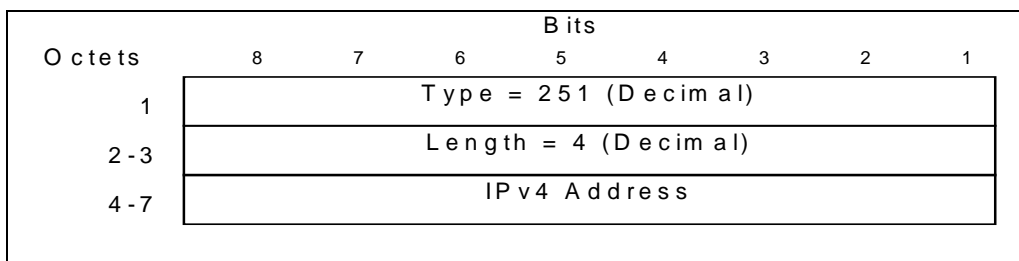 Bits
Octets 8 7 6 5 4 3 2 1
1 Type = 251 (Decimal)
2-3 Length = 4 (Decimal)
4-7 IPv4 Address